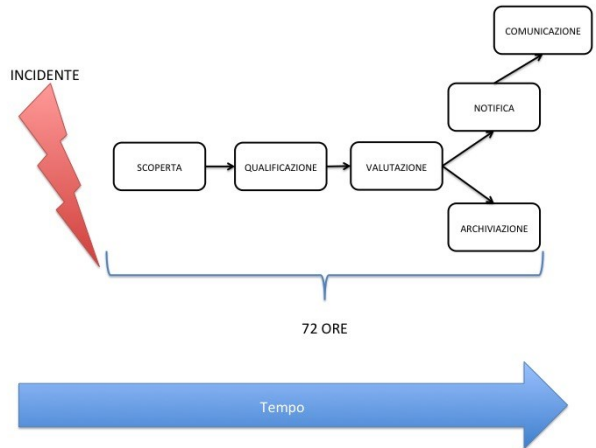 COMUNICAZIONE
INCIDENTE
NOTIFICA
SCOPERTA
QUALIFICAZIONE
VALUTAZIONE
ARCHIVIAZIONE
72 ORE
Tempo